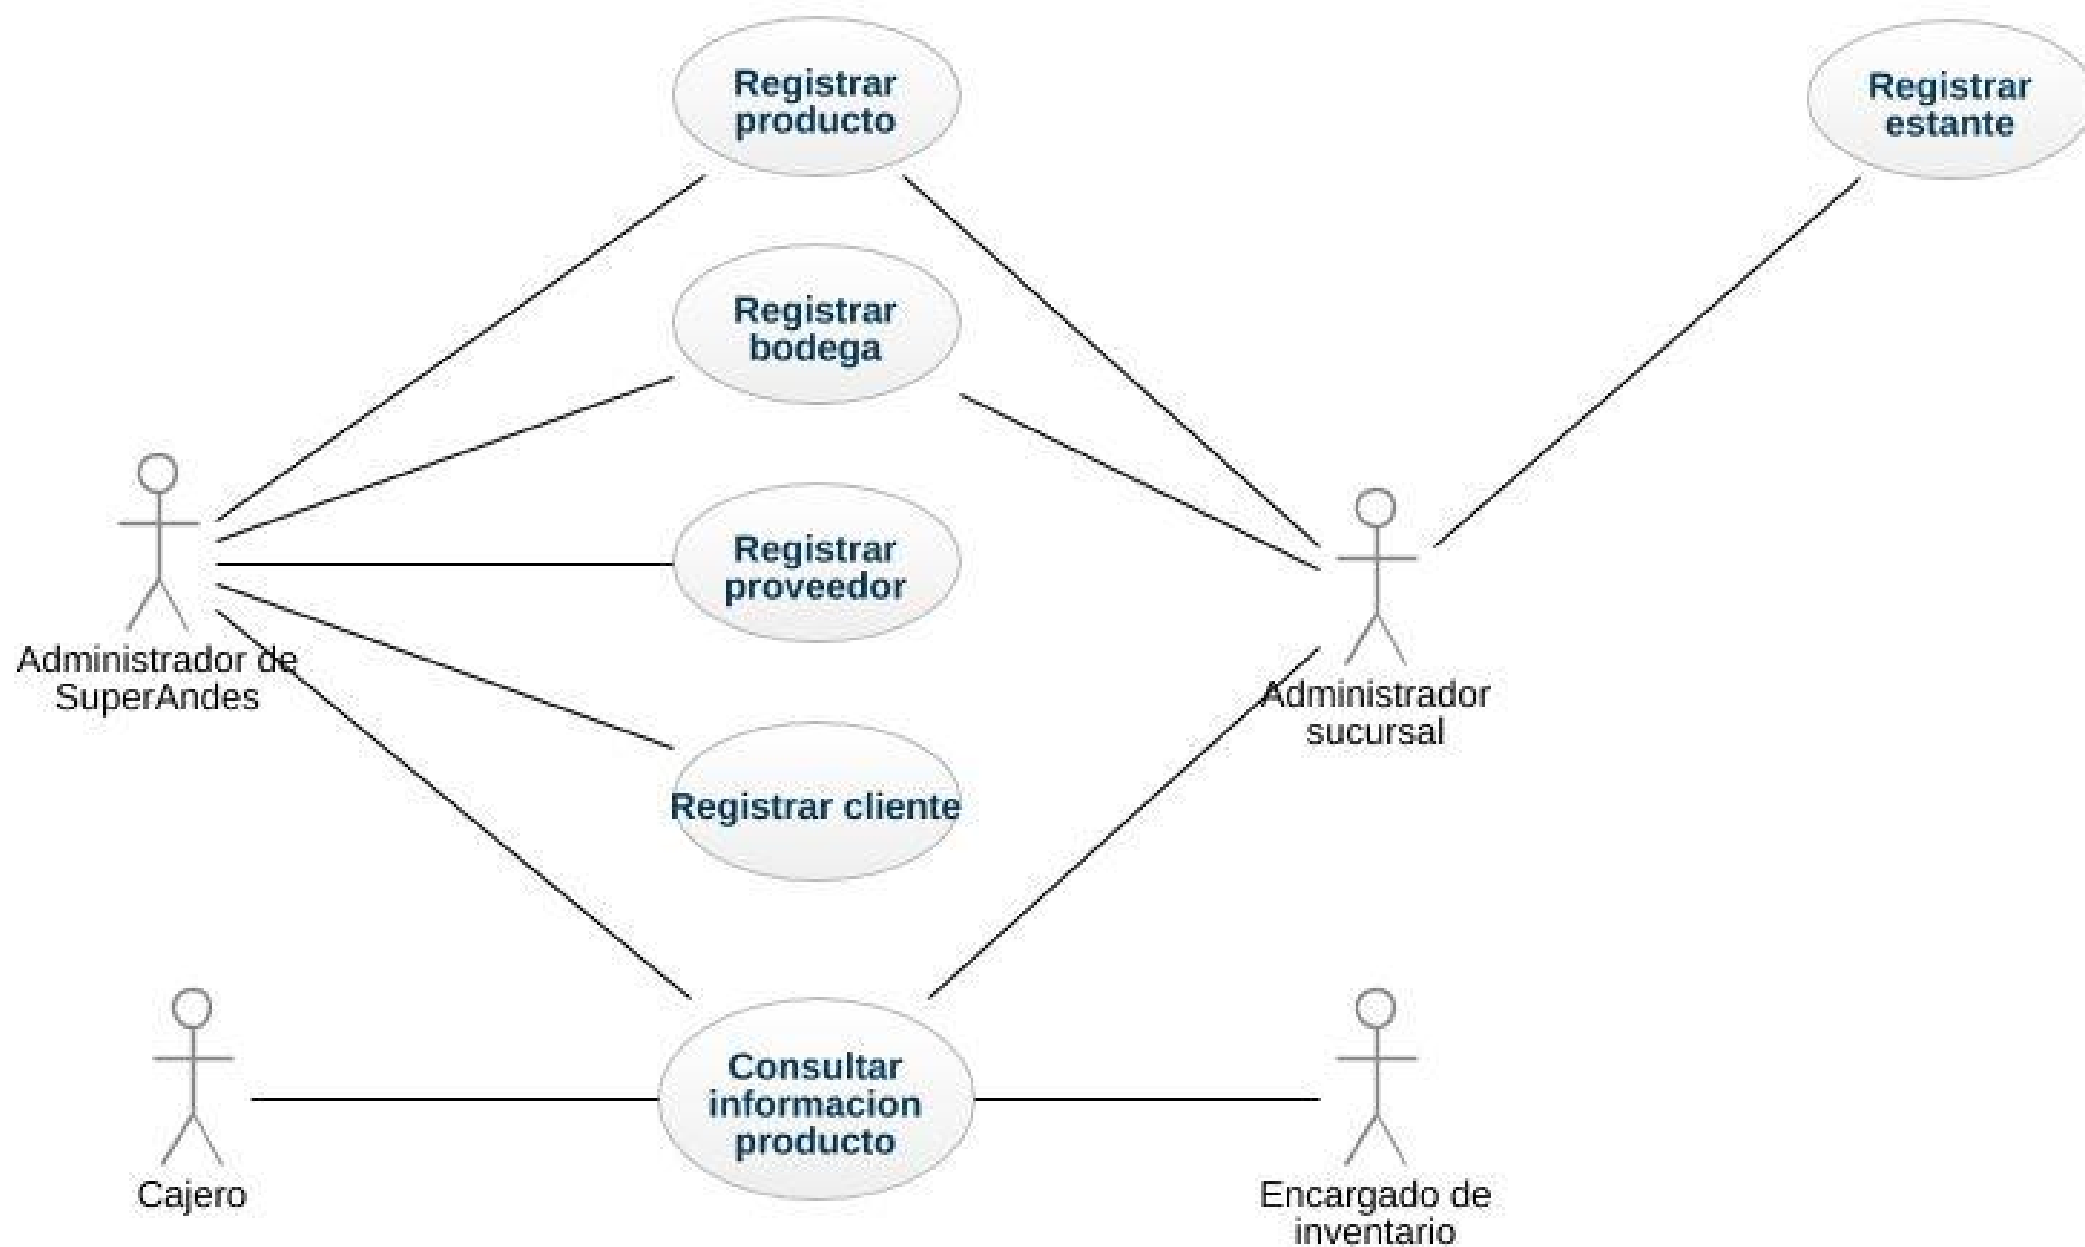 Registrar
producto
Registrar
estante
Registrar
bodega
Registrar
proveedor
Administrador de
SuperAndes
Administrador
sucursal
Registrar cliente
Consultar
informacion
producto
Cajero
Encargado de
inventario